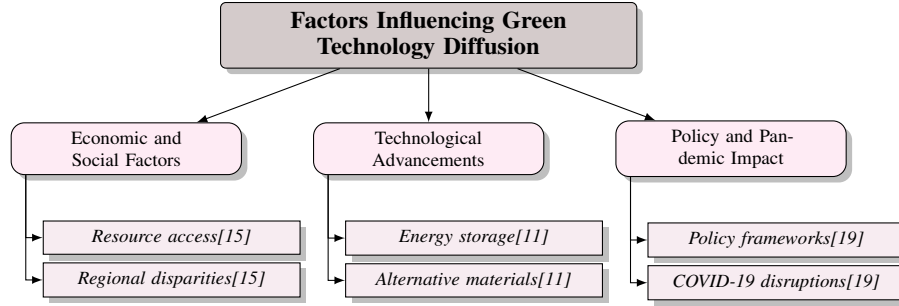 Factors Influencing Green
Technology Diffusion
Economic and
Social Factors
Technological
Advancements
Policy and Pan-
demic Impact
Resource access[15]
Regional disparities[15]
Energy storage[11]
Alternative materials[11]
Policy frameworks[19]
COVID-19 disruptions[19]